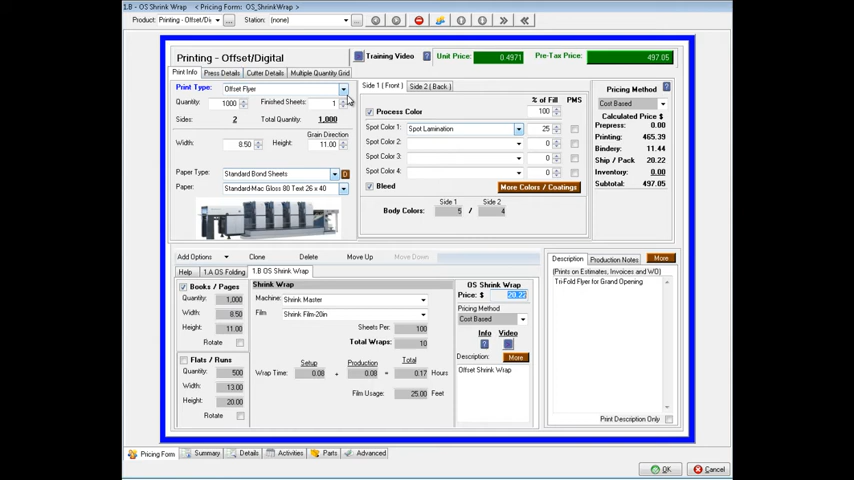 1.B - OS Shrink Wrap < Pricing Form: OS_ShrinkWrap >
Product: Printing - Offset/Di Station: (none)
Printing - Offset/Digital Training Video Unit Price: 0.4971 Pre-Tax Price: 497.05
Print Info Press Details Cutter Details Multiple Quantity Grid
Print Type: Offset Flyer
Quantity: 1000 Finished Sheets: 1
Sides: 2 Total Quantity: 1,000
Grain Direction
Width: 8.50 Height: 11.00
Paper Type: Standard Bond Sheets D
Paper: Standard-Mac Gloss 80 Text 26 x 40
Side 1 ( Front ) Side 2 ( Back )
% of Fill PMS
Process Color 100
Spot Color 1: Spot Lamination 25
Spot Color 2: 0
Spot Color 3: 0
Spot Color 4: 0
Bleed More Colors / Coatings
Side 1 Side 2
Body Colors: 5 / 4
Pricing Method
Cost Based
Calculated Price $
Prepress: 0.00
Printing: 465.39
Bindery: 11.44
Ship / Pack 20.22
Inventory: 0.00
Subtotal: 497.05
Add Options Clone Delete Move Up Move Down
Help 1.A OS Folding 1.B OS Shrink Wrap
Books / Pages
Quantity: 1,000
Width: 8.50
Height: 11.00
Rotate
Flats / Runs
Quantity: 500
Width: 13.00
Height: 20.00
Rotate
Shrink Wrap
Machine: Shrink Master
Film Shrink Film-20in
Sheets Per: 100
Total Wraps: 10
Setup Production Total
Wrap Time: 0.08 + 0.08 = 0.17 Hours
Film Usage: 25.00 Feet
OS Shrink Wrap
Price: $ 20.22
Pricing Method
Cost Based
Info Video
Description: More
Offset Shrink Wrap
Description Production Notes More
(Prints on Estimates, Invoices and WO)
Tri-Fold Flyer for Grand Opening
Print Description Only
Pricing Form Summary Details Activities Parts Advanced
OK Cancel